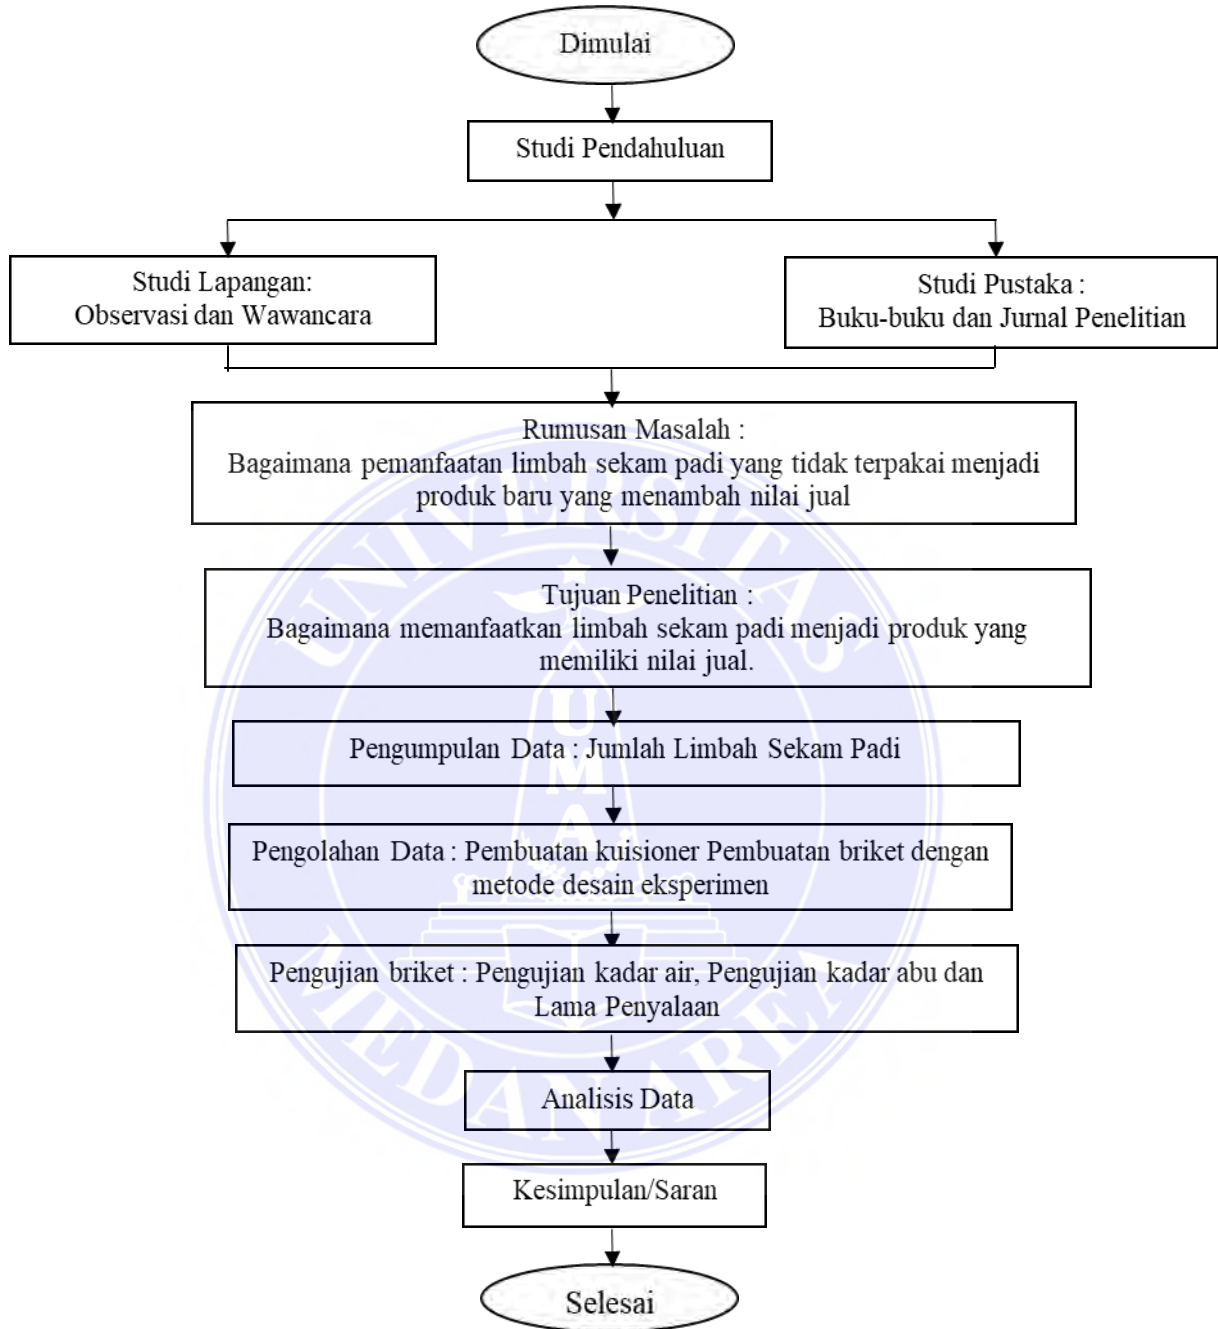 Dimulai
Studi Pendahuluan
Studi Lapangan:
Observasi dan Wawancara
Studi Pustaka :
Buku-buku dan Jurnal Penelitian
Rumusan Masalah :
Bagaimana pemanfaatan limbah sekam padi yang tidak terpakai menjadi
produk baru yang menambah nilai jual
Tujuan Penelitian :
Bagaimana memanfaatkan limbah sekam padi menjadi produk yang
memiliki nilai jual.
Pengumpulan Data : Jumlah Limbah Sekam Padi
Pengolahan Data : Pembuatan kuisioner Pembuatan briket dengan
metode desain eksperimen
Pengujian briket : Pengujian kadar air, Pengujian kadar abu dan
Lama Penyalaan
Analisis Data
Kesimpulan/Saran
Selesai
UNIVERSITAS
UMA
MEDAN AREA